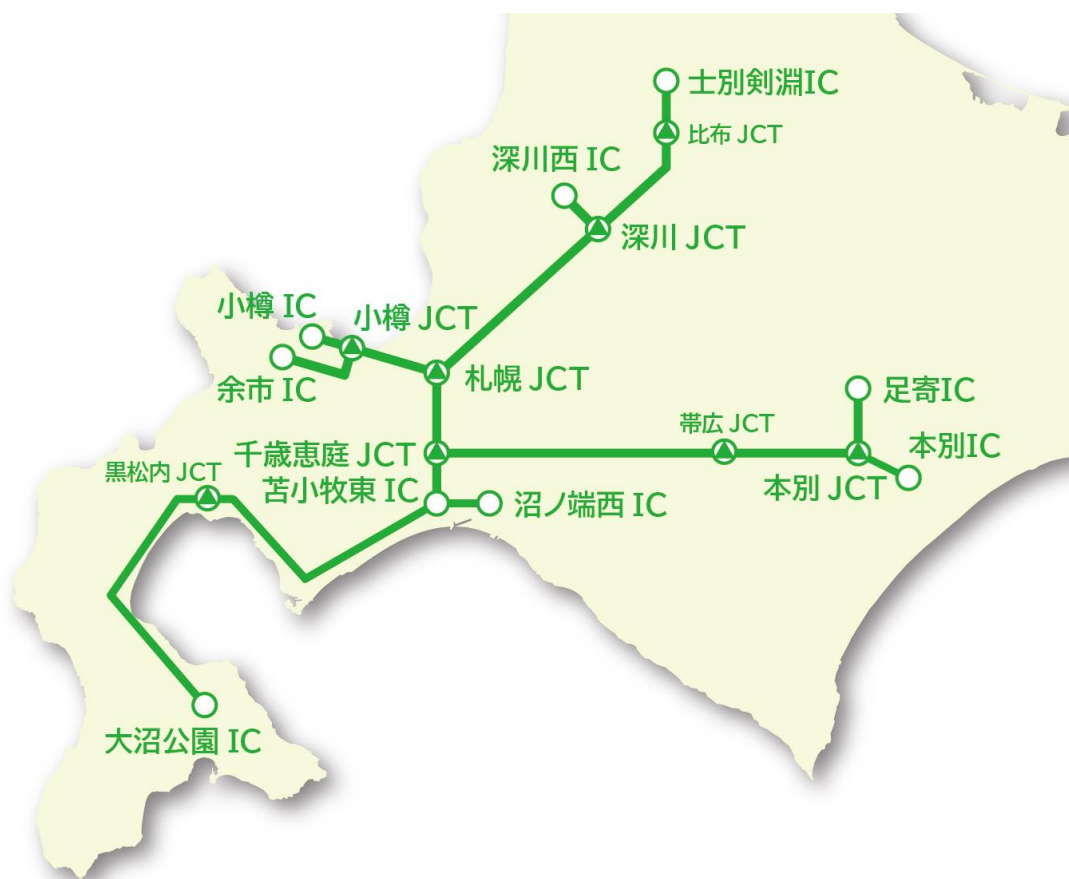 士別剣淵IC
比布 JCT
深川西 IC
深川 JCT
小樽 IC
小樽 JCT
余市 IC
札幌 JCT
足寄IC
帯広 JCT
本別IC
千歳恵庭 JCT
黒松内 JCT
苫小牧東 IC
沼ノ端西 IC
本別 JCT
大沼公園 IC